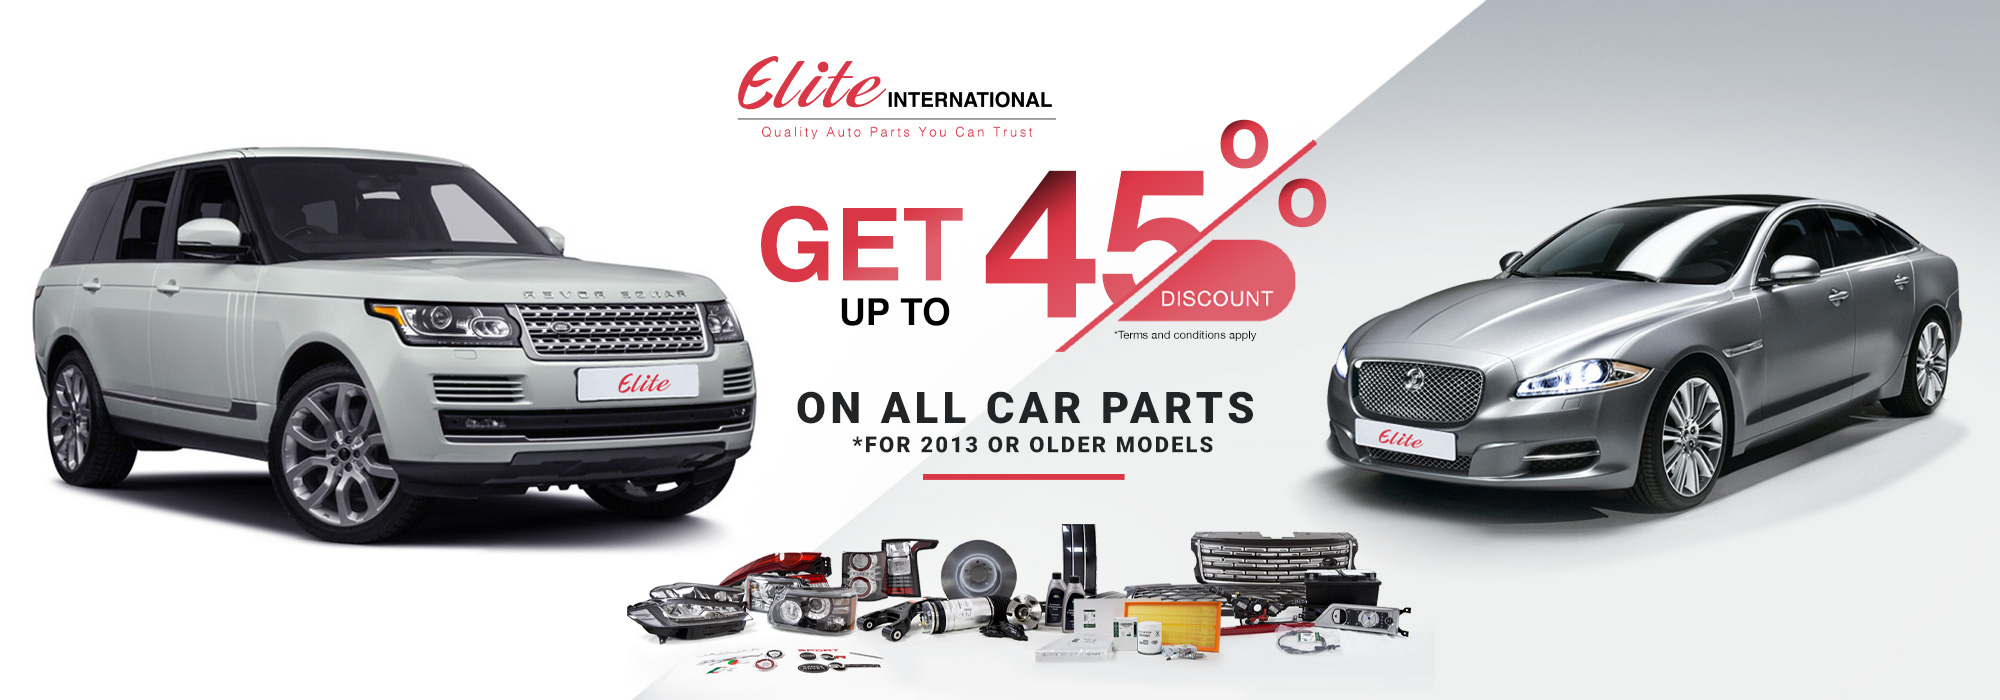 Elite INTERNATIONAL
Quality Auto Parts You Can Trust
GET
UP TO
45%
DISCOUNT
*Terms and conditions apply
ON ALL CAR PARTS
*FOR 2013 OR OLDER MODELS
Elite
Elite
SPORT